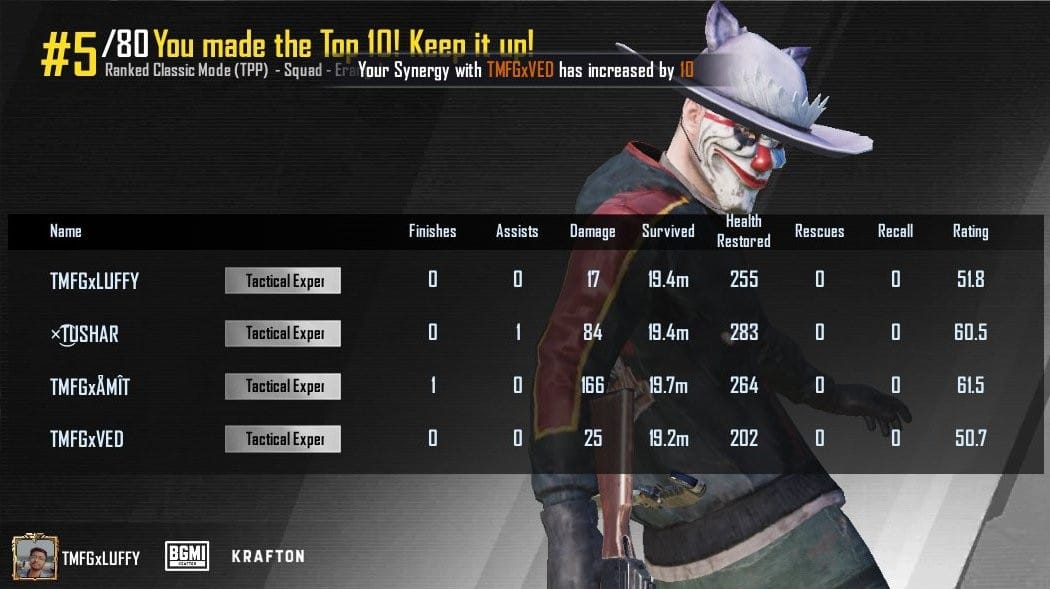 #5/80 You made the Top 10! Keep it up!
Ranked Classic Mode (TPP) - Squad -
Your Synergy with TMFGxVED has increased by 10
Name Finishes Assists Damage Survived Health Restored Rescues Recall Rating
TMFGxLUFFY Tactical Exper 0 0 17 19.4m 255 0 0 51.8
×TUSHAR Tactical Exper 0 1 84 19.4m 283 0 0 60.5
TMFGxÅMÎT Tactical Exper 1 0 166 19.7m 264 0 0 61.5
TMFGxVED Tactical Exper 0 0 25 19.2m 202 0 0 50.7
TMFGxLUFFY BGMI KRAFTON